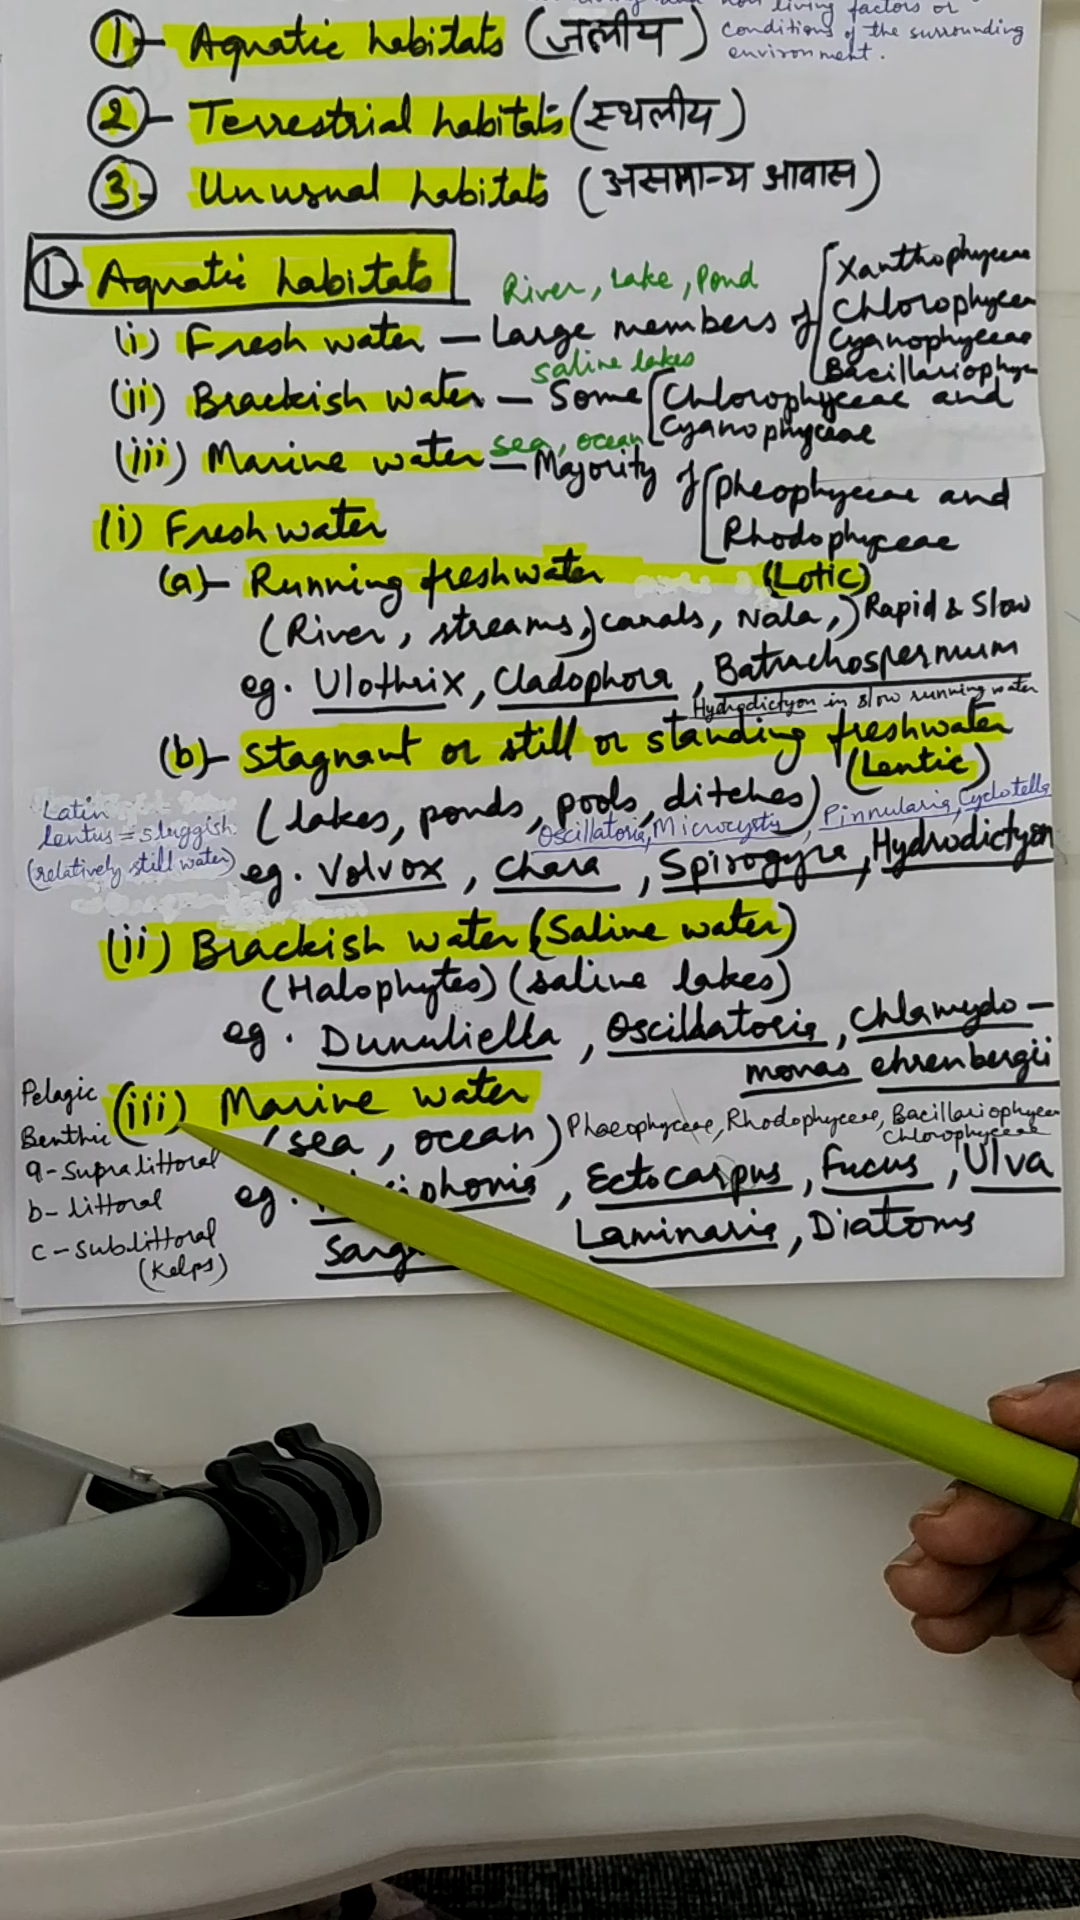 living factors or
① Aquatic habitats (जलीय) conditions of the surrounding
environment.
② Terrestrial habitats (स्थलीय)
③ Unusual habitats (असमान्य आवास)
① Aquatic habitats
River, Lake, Pond
(i) Fresh water — Large members of [Xanthophyceae
Chlorophyceae
Cyanophyceae
Bacillariophyce
saline lakes
(ii) Brackish water — Some [Chlorophyceae and
Cyanophyceae
sea, ocean
(iii) Marine water — Majority of [Pheophyceae and
Rhodophyceae
(i) Fresh water
(a)- Running freshwater (Lotic)
(River, streams,) canals, Nala,) Rapid & Slow
eg. Ulothrix, Cladophora, Batrachospermum
Hydrodictyon in slow running water
(b)- Stagnant or still or standing freshwater
(Lentic)
Latin
lentus = sluggish
(relatively still water)
(lakes, ponds, pools, ditches)
Oscillatoria, Microcystis, Pinnularia, Cyclotella
eg. Volvox, Chara, Spirogyra, Hydrodictyon
(ii) Brackish water (Saline water)
(Halophytes) (saline lakes)
eg. Dunaliella, Oscillatoria, Chlamydo-
monas ehrenbergii
(iii) Marine water
(sea, ocean) Phaeophyceae, Rhodophyceae, Bacillariophyceae
Chlorophyceae
eg. Ectocarpus, Fucus, Ulva
Laminaria, Diatoms
Pelagic
Benthic
a- Supralittoral
b- littoral
c- sublittoral
(Kelps)